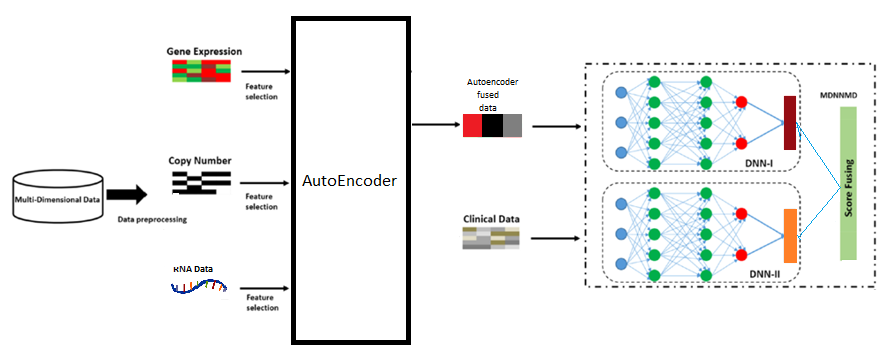 Gene Expression
Feature
selection
Multi-Dimensional Data
Data preprocessing
Copy Number
Feature
selection
RNA Data
Feature
selection
AutoEncoder
Autoencoder
fused
data
Clinical Data
DNN-I
DNN-II
MDNNMD
Score Fusing